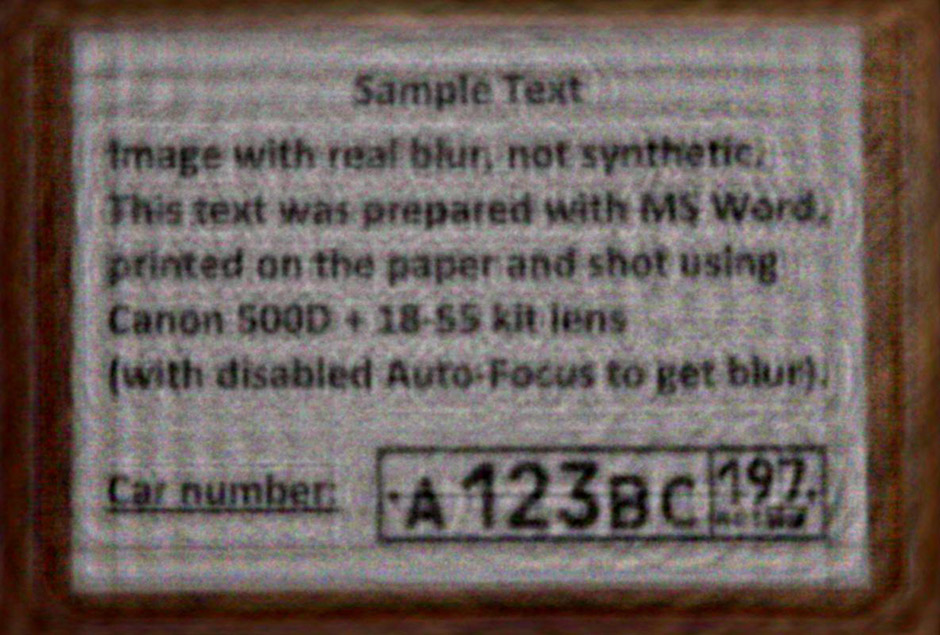 Sample Text
Image with real blur, not synthetic.
This text was prepared with MS Word,
printed on the paper and shot using
Canon 500D + 18-55 kit lens
(with disabled Auto-Focus to get blur).
Car number: A 123 BC 197